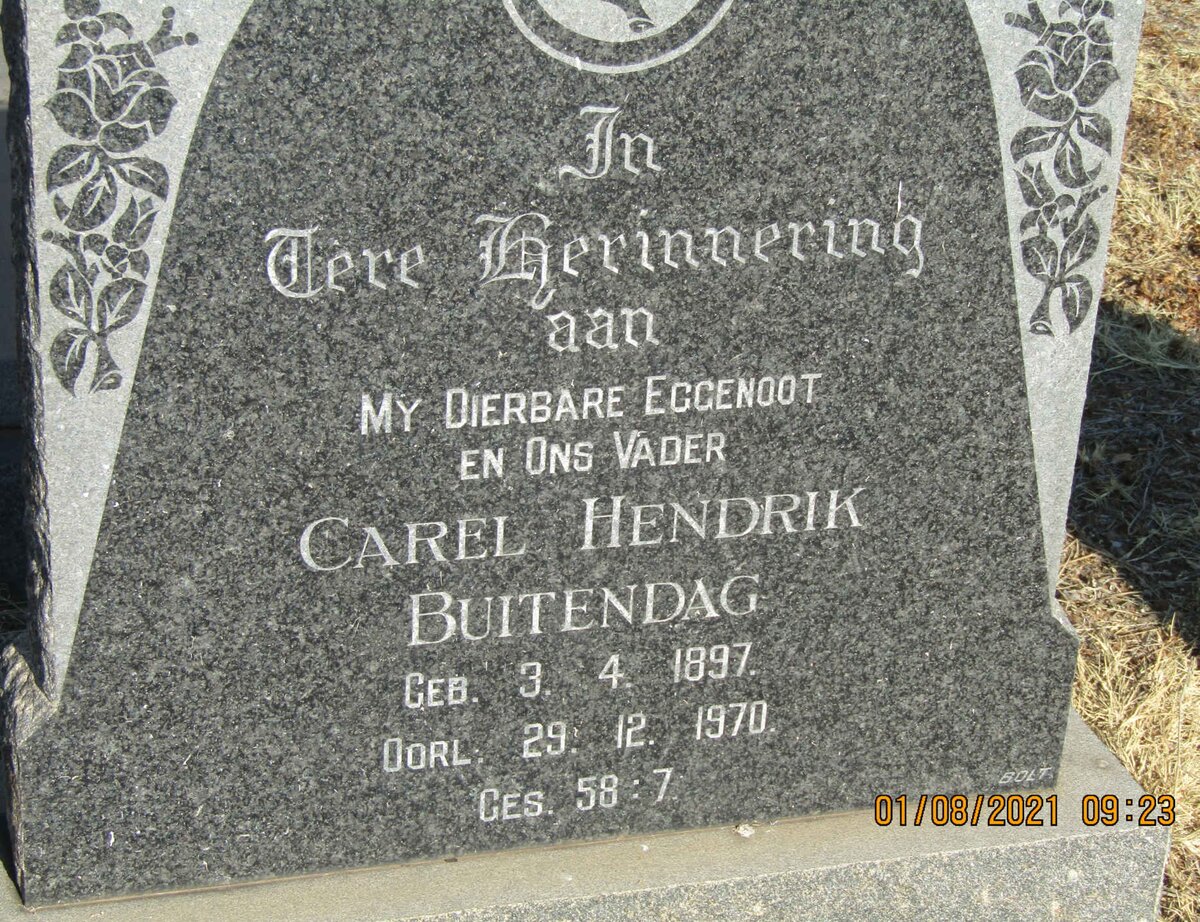 In
Tere Herinnering
aan
MY DIERBARE EGGENOOT
EN ONS VADER
CAREL HENDRIK
BUITENDAG
GEB. 3. 4. 1897.
OORL. 29. 12. 1970.
GES. 58:7.
BOLT.
01/08/2021 09:23